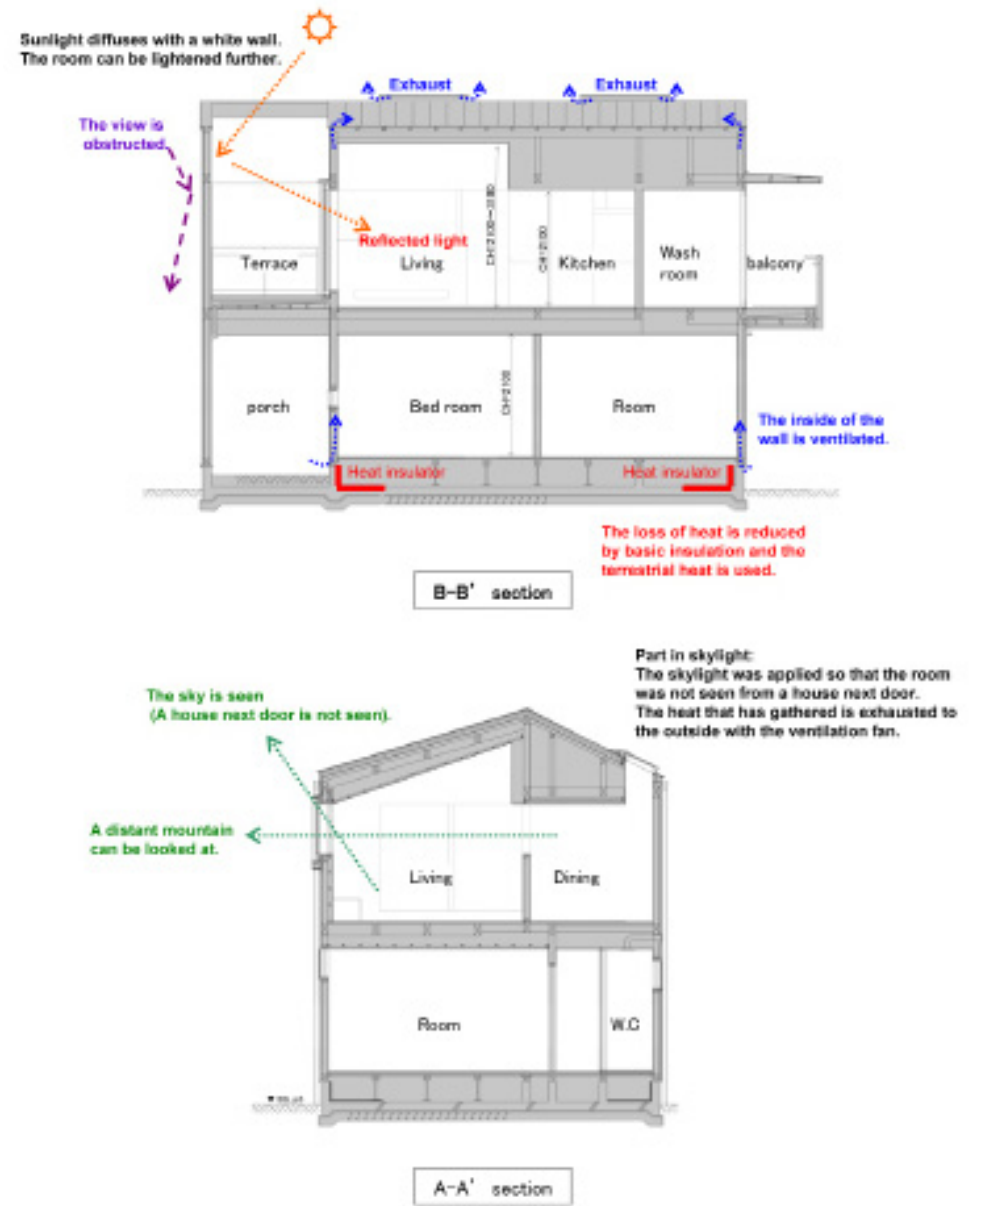 Sunlight diffuses with a white wall.
The room can be lightened further.
Exhaust
Exhaust
The view is
obstructed
Reflected light
Terrace
Living
Kitchen
Wash
room
balcony
CH:2100
porch
Bed room
CH:2100
Room
The inside of the
wall is ventilated.
Heat insulator
Heat insulator
The loss of heat is reduced
by basic insulation and the
terrestrial heat is used.
B-B' section
Part in skylight:
The skylight was applied so that the room
was not seen from a house next door.
The heat that has gathered is exhausted to
the outside with the ventilation fan.
The sky is seen
(A house next door is not seen).
A distant mountain
can be looked at.
Living
Dining
Room
W.C
A-A' section